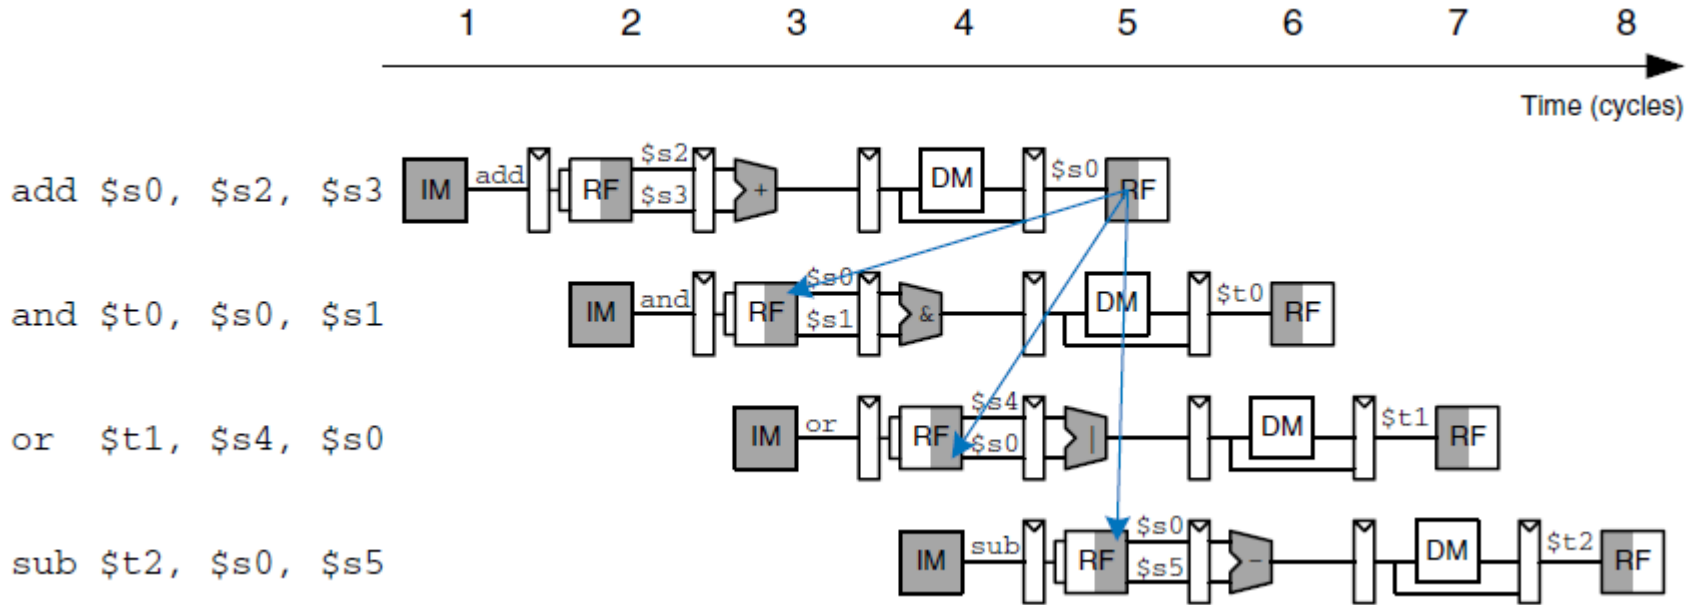 1 2 3 4 5 6 7 8
Time (cycles)
add $s0, $s2, $s3 IM add RF $s2 $s3 + DM $s0 RF
and $t0, $s0, $s1 IM and RF $s0 $s1 & DM $t0 RF
or $t1, $s4, $s0 IM or RF $s4 $s0 | DM $t1 RF
sub $t2, $s0, $s5 IM sub RF $s0 $s5 - DM $t2 RF